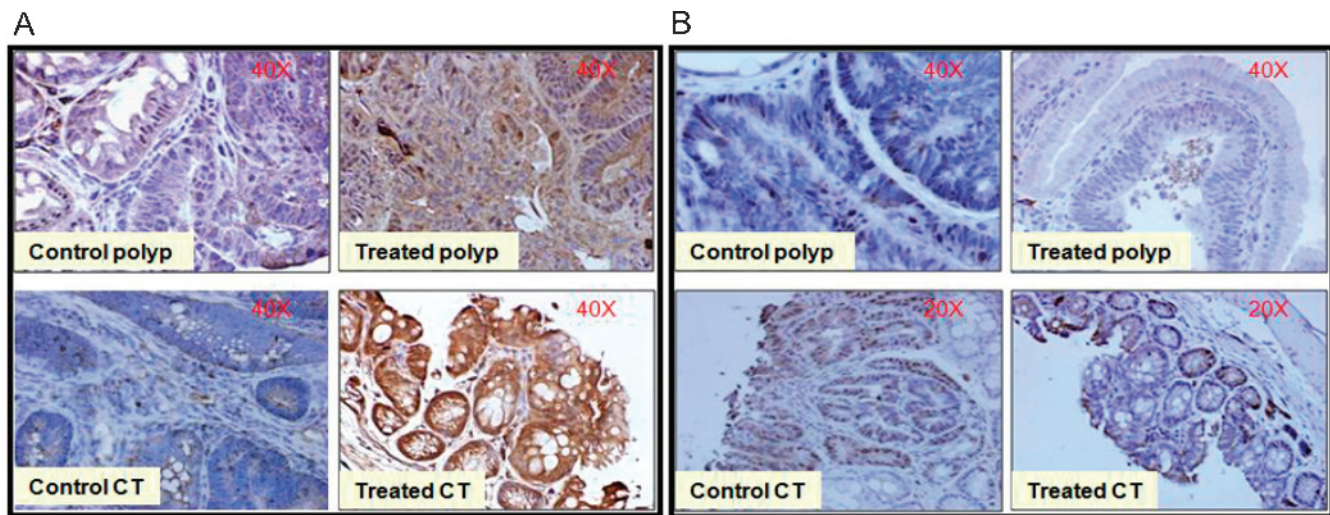 A
B
40X
40X
40X
40X
Control polyp
Treated polyp
Control polyp
Treated polyp
40X
40X
20X
20X
Control CT
Treated CT
Control CT
Treated CT